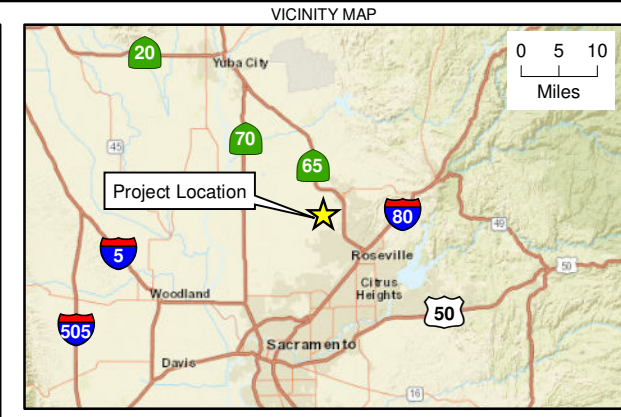 VICINITY MAP
20
Yuba City
0 5 10
Miles
70
45
65
Project Location
80
49
5
Roseville
50
Citrus
Heights
Woodland
50
505
Sacramento
Davis
16